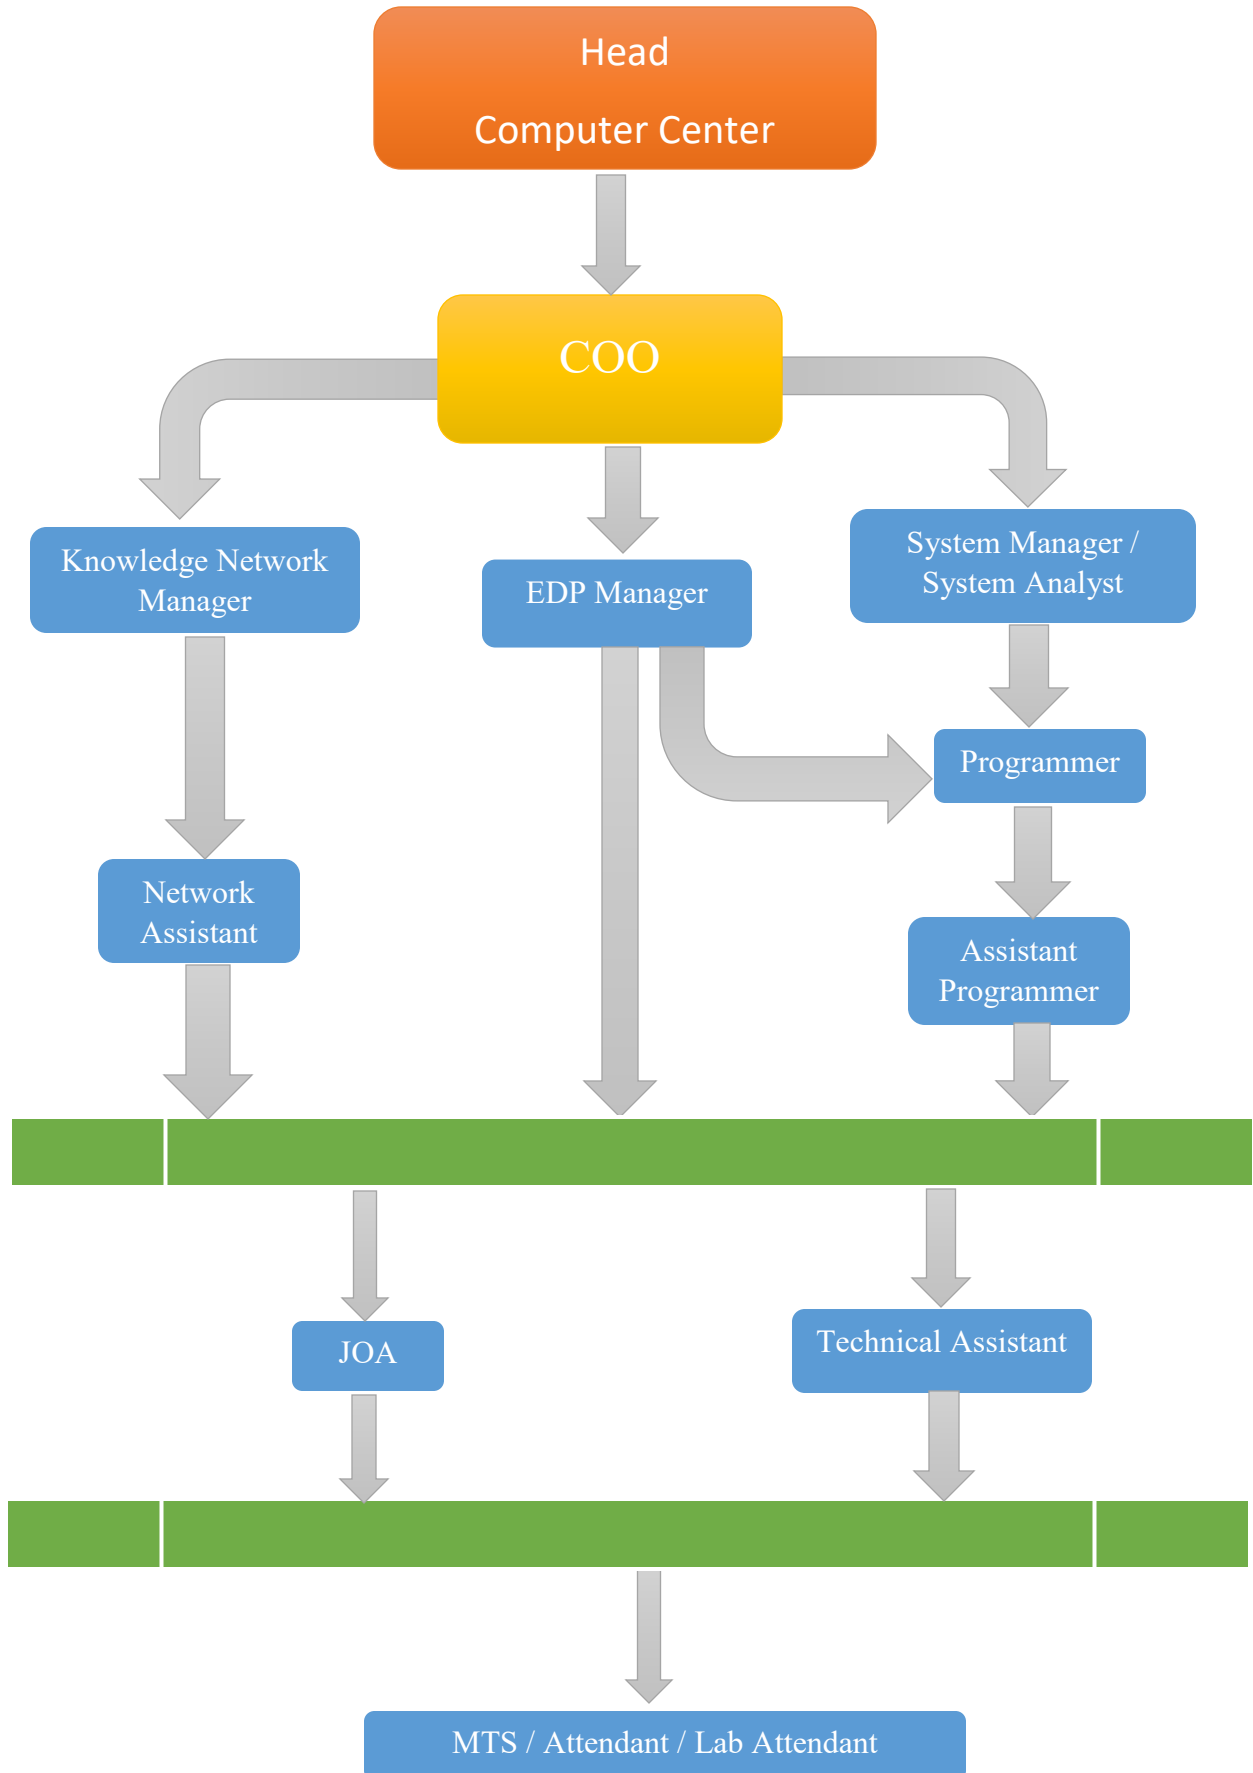 Head
Computer Center
COO
Knowledge Network
Manager
EDP Manager
System Manager /
System Analyst
Programmer
Network
Assistant
Assistant
Programmer
JOA
Technical Assistant
MTS / Attendant / Lab Attendant